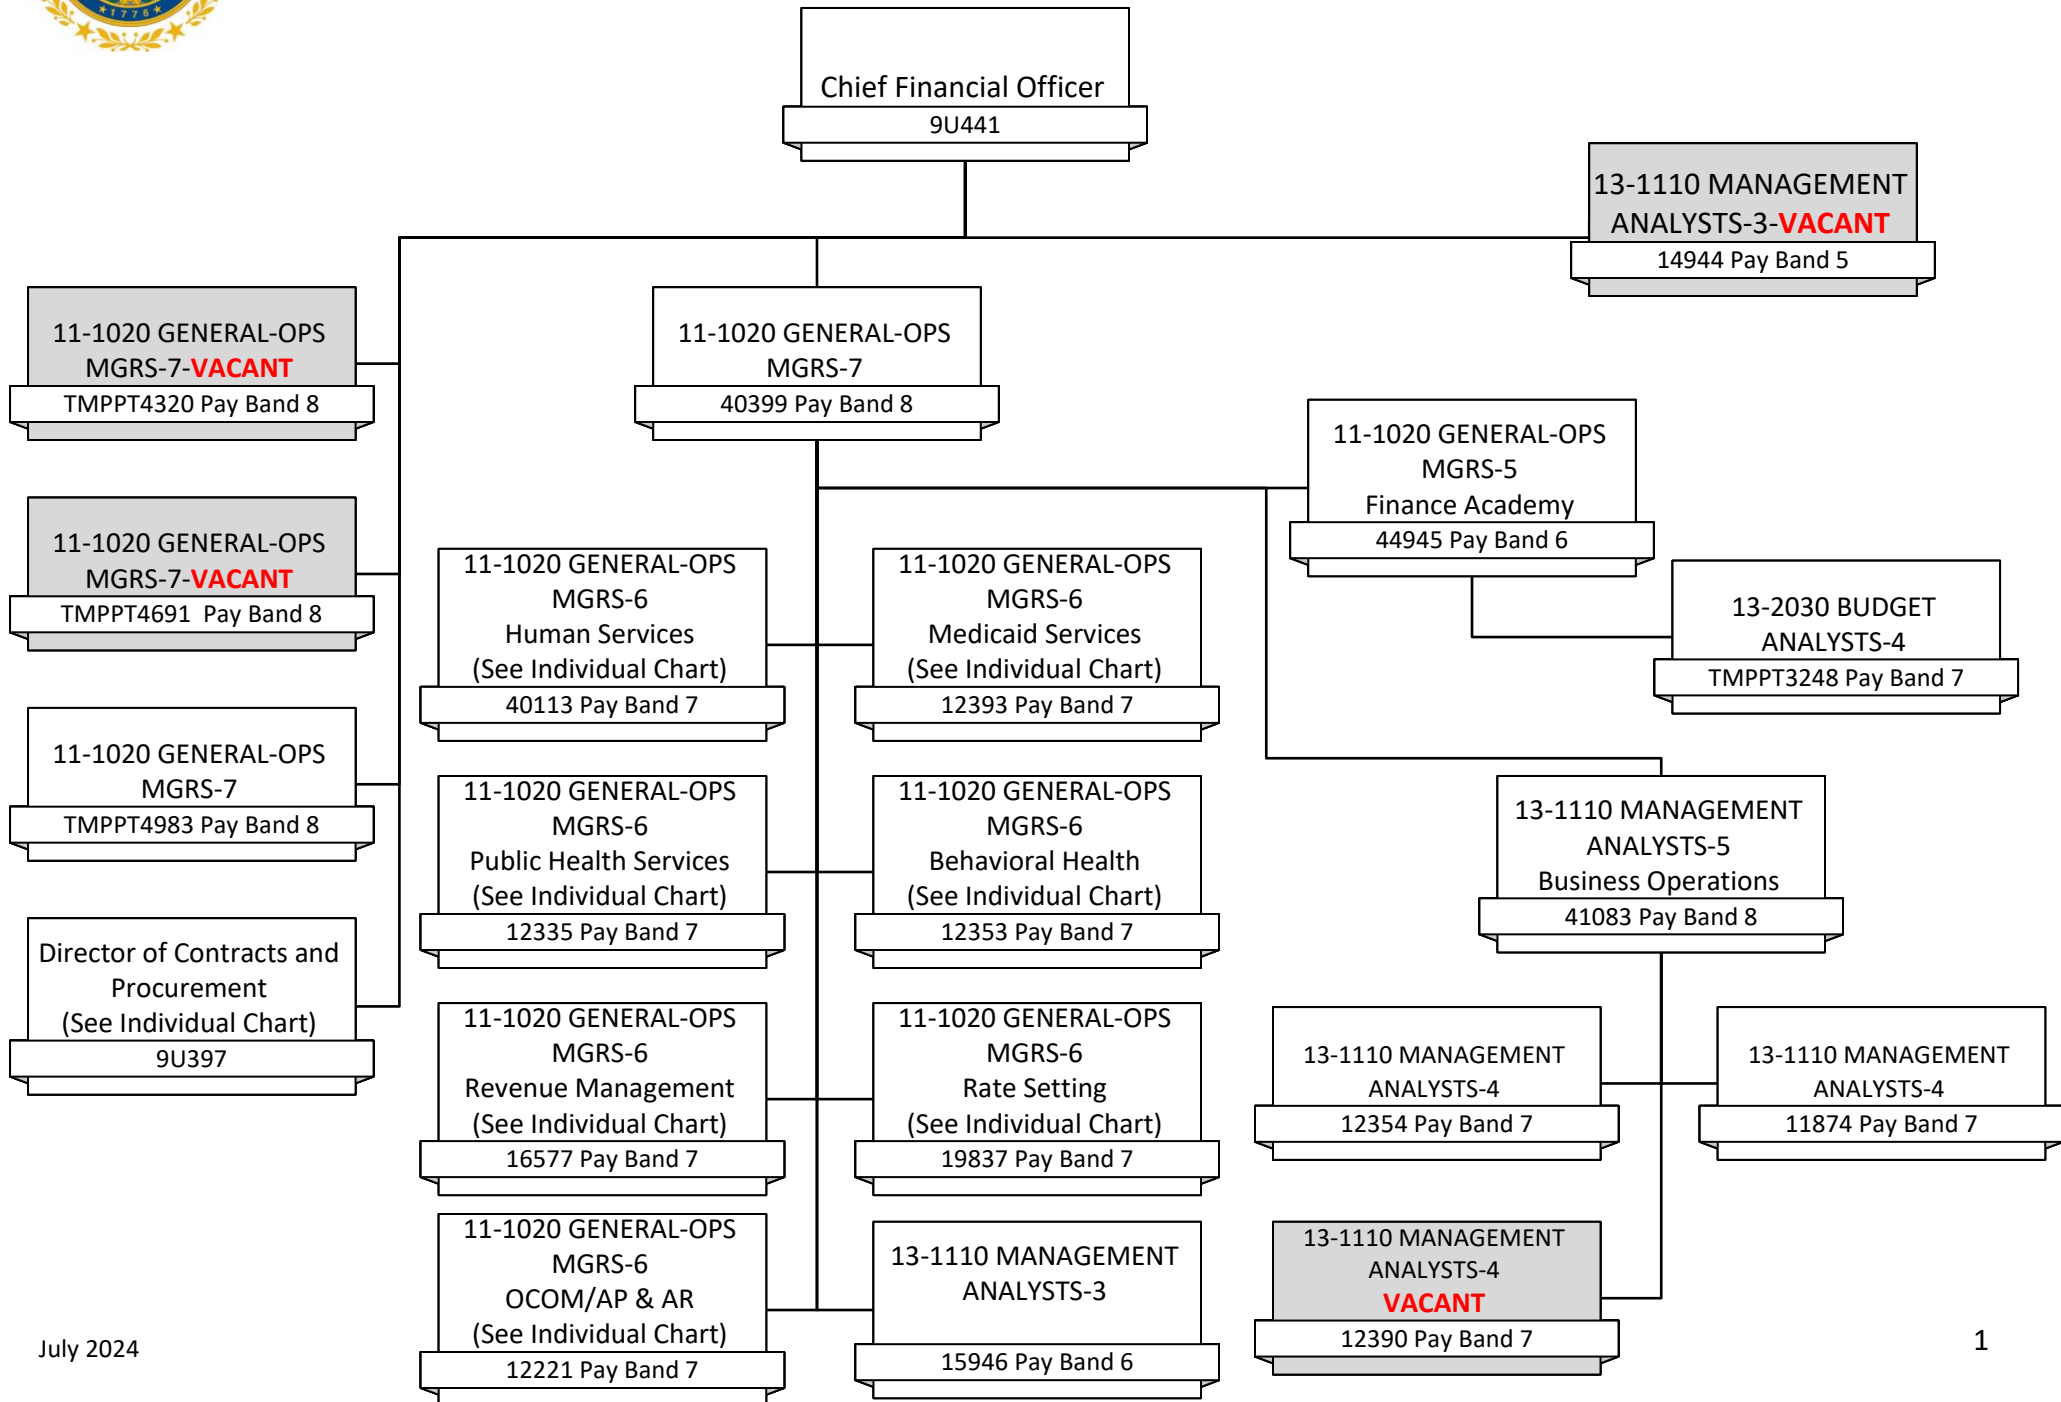 1776
Chief Financial Officer
9U441
13-1110 MANAGEMENT
ANALYSTS-3-VACANT
14944 Pay Band 5
11-1020 GENERAL-OPS
MGRS-7-VACANT
TMPPT4320 Pay Band 8
11-1020 GENERAL-OPS
MGRS-7
40399 Pay Band 8
11-1020 GENERAL-OPS
MGRS-5
Finance Academy
44945 Pay Band 6
11-1020 GENERAL-OPS
MGRS-7-VACANT
TMPPT4691 Pay Band 8
11-1020 GENERAL-OPS
MGRS-6
Human Services
(See Individual Chart)
40113 Pay Band 7
11-1020 GENERAL-OPS
MGRS-6
Medicaid Services
(See Individual Chart)
12393 Pay Band 7
13-2030 BUDGET
ANALYSTS-4
TMPPT3248 Pay Band 7
11-1020 GENERAL-OPS
MGRS-7
TMPPT4983 Pay Band 8
11-1020 GENERAL-OPS
MGRS-6
Public Health Services
(See Individual Chart)
12335 Pay Band 7
11-1020 GENERAL-OPS
MGRS-6
Behavioral Health
(See Individual Chart)
12353 Pay Band 7
13-1110 MANAGEMENT
ANALYSTS-5
Business Operations
41083 Pay Band 8
Director of Contracts and
Procurement
(See Individual Chart)
9U397
11-1020 GENERAL-OPS
MGRS-6
Revenue Management
(See Individual Chart)
16577 Pay Band 7
11-1020 GENERAL-OPS
MGRS-6
Rate Setting
(See Individual Chart)
19837 Pay Band 7
13-1110 MANAGEMENT
ANALYSTS-4
12354 Pay Band 7
13-1110 MANAGEMENT
ANALYSTS-4
11874 Pay Band 7
11-1020 GENERAL-OPS
MGRS-6
OCOM/AP & AR
(See Individual Chart)
12221 Pay Band 7
13-1110 MANAGEMENT
ANALYSTS-3
15946 Pay Band 6
13-1110 MANAGEMENT
ANALYSTS-4
VACANT
12390 Pay Band 7
July 2024
1